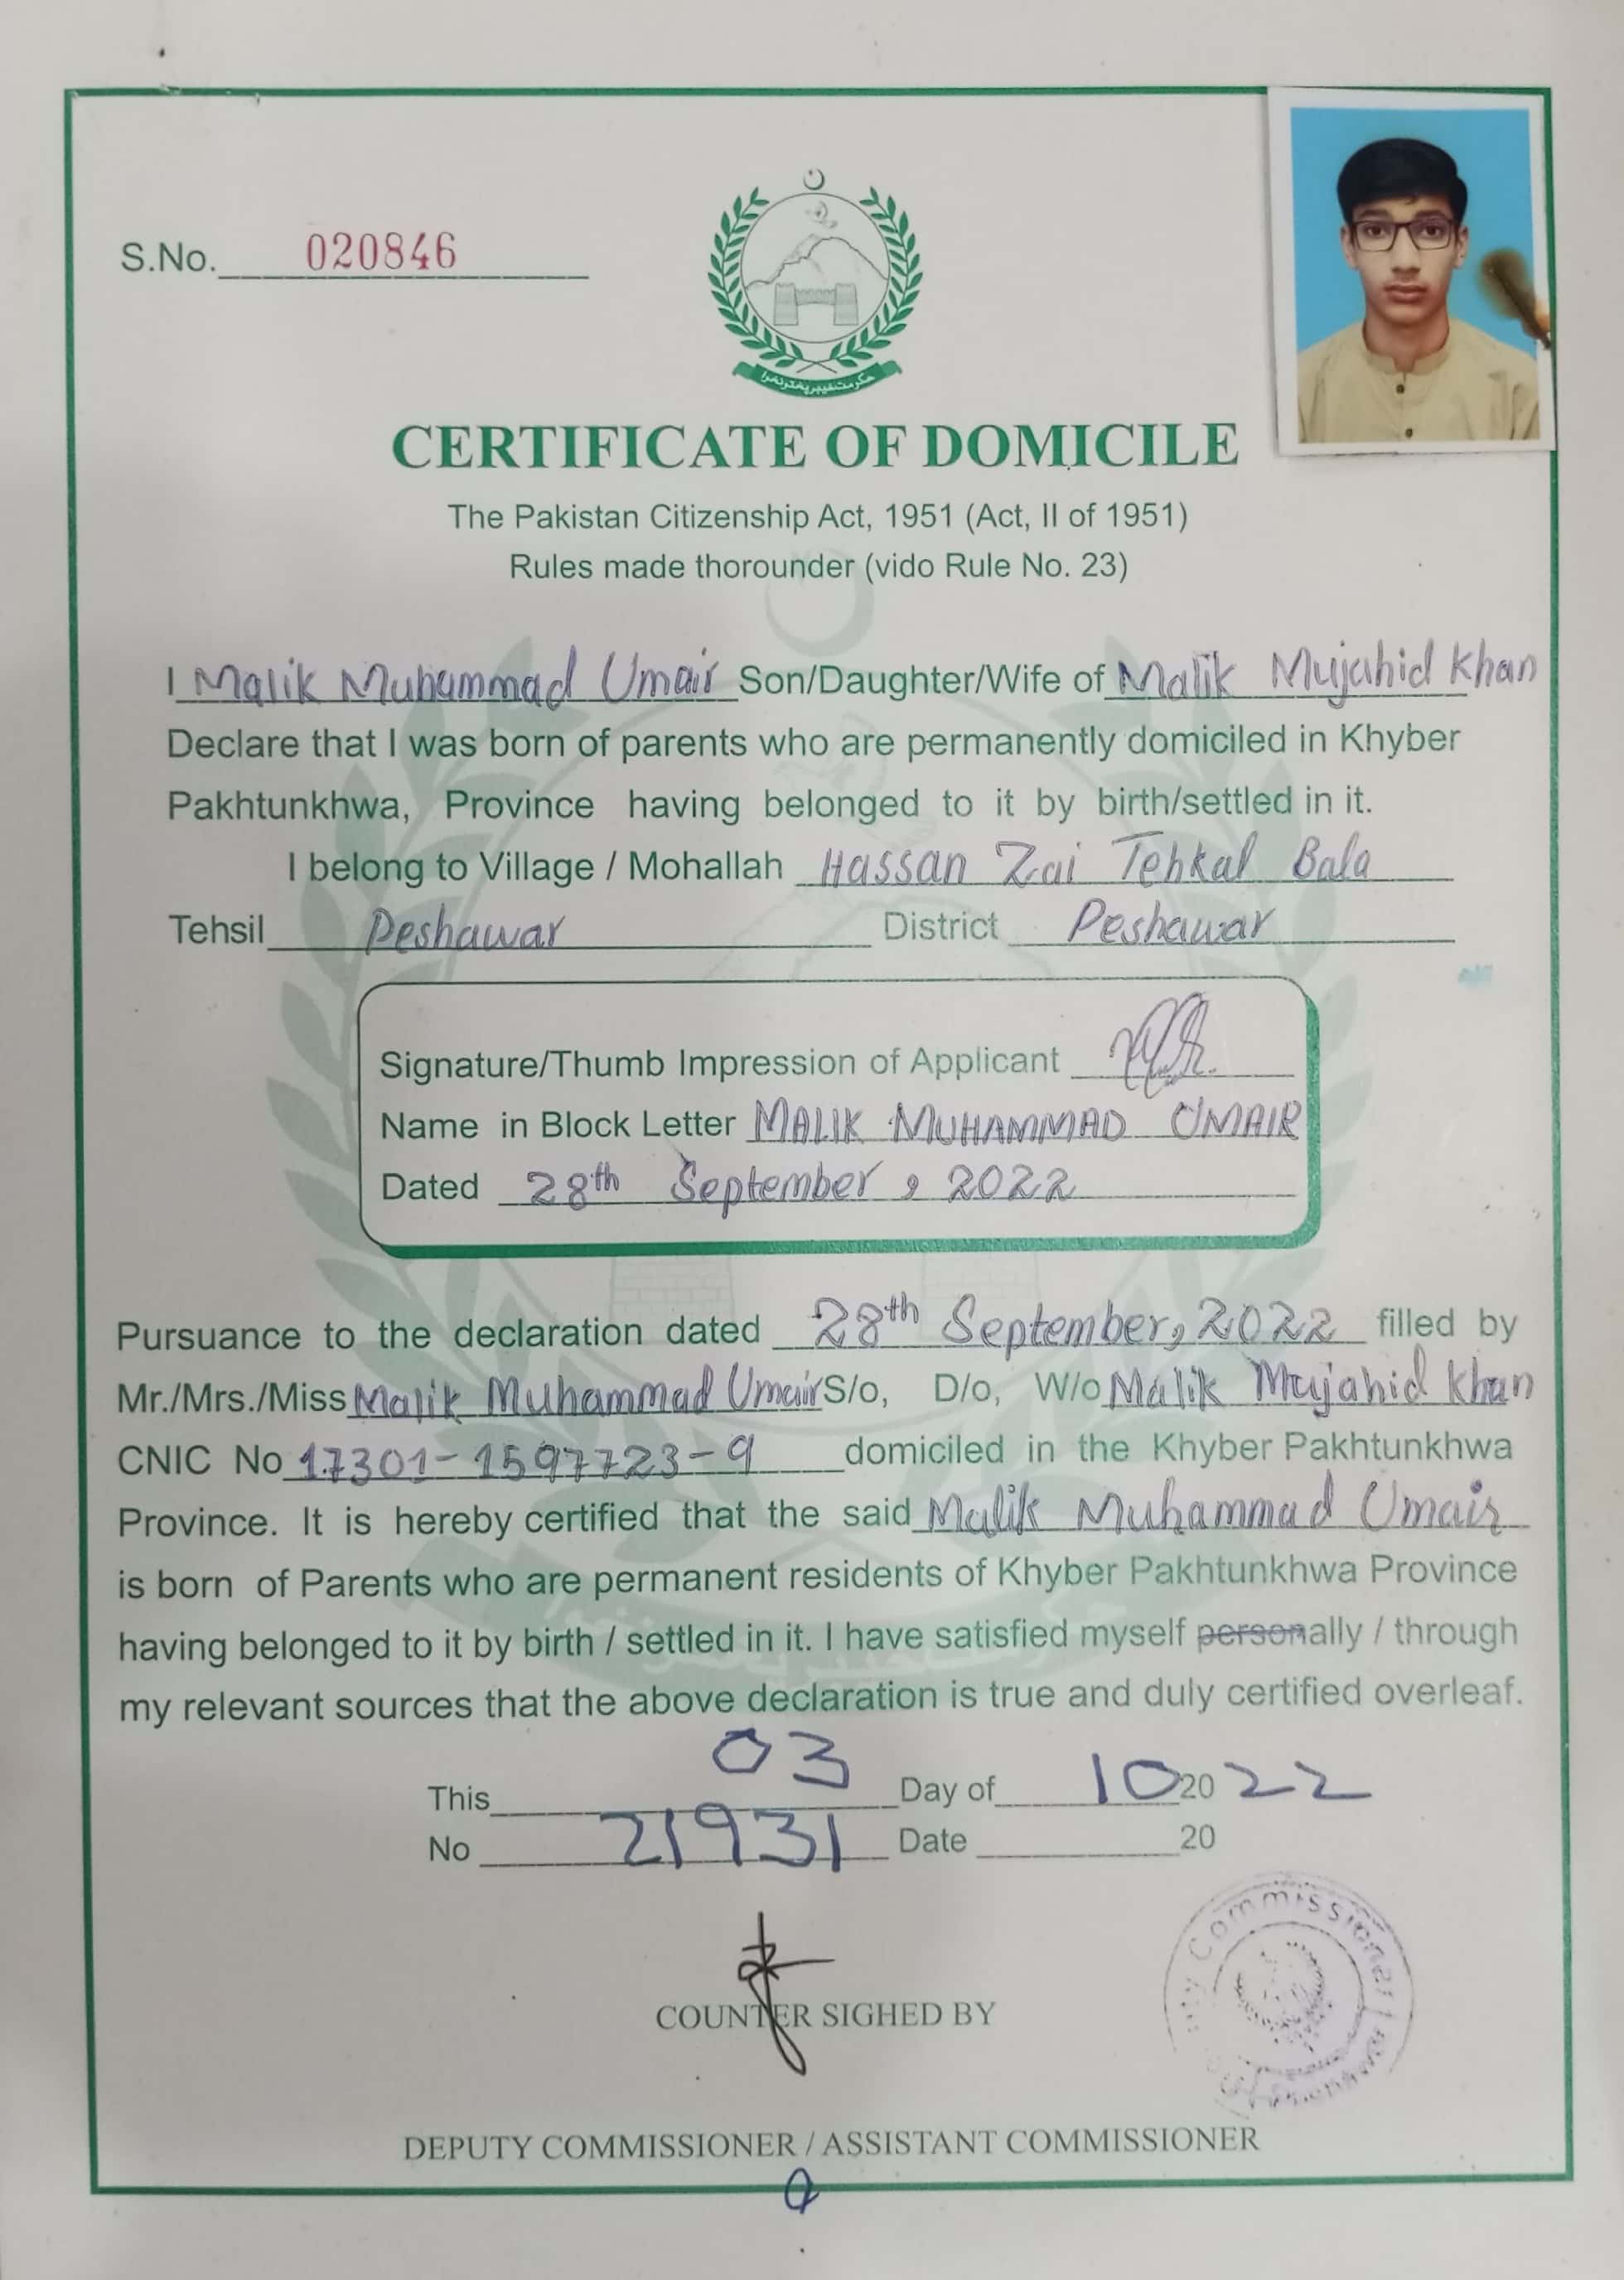 S.No. 020846
حکومت خیبر پختونخوا
CERTIFICATE OF DOMICILE
The Pakistan Citizenship Act, 1951 (Act, II of 1951)
Rules made thorounder (vido Rule No. 23)
I Malik Muhammad Umair Son/Daughter/Wife of Malik Mujahid Khan
Declare that I was born of parents who are permanently domiciled in Khyber
Pakhtunkhwa, Province having belonged to it by birth/settled in it.
I belong to Village / Mohallah Hassan Zai Tehkal Bala
Tehsil Peshawar District Peshawar
Signature/Thumb Impression of Applicant
Name in Block Letter MALIK MUHAMMAD UMAIR
Dated 28th September, 2022
Pursuance to the declaration dated 28th September, 2022 filled by
Mr./Mrs./Miss Malik Muhammad Umair S/o, D/o, W/o Malik Mujahid Khan
CNIC No 17301-1597723-9 domiciled in the Khyber Pakhtunkhwa
Province. It is hereby certified that the said Malik Muhammad Umair
is born of Parents who are permanent residents of Khyber Pakhtunkhwa Province
having belonged to it by birth / settled in it. I have satisfied myself personally / through
my relevant sources that the above declaration is true and duly certified overleaf.
This 03 Day of 10 2022
No 21931 Date 20
COUNTER SIGHED BY
Commissioner
DEPUTY COMMISSIONER / ASSISTANT COMMISSIONER